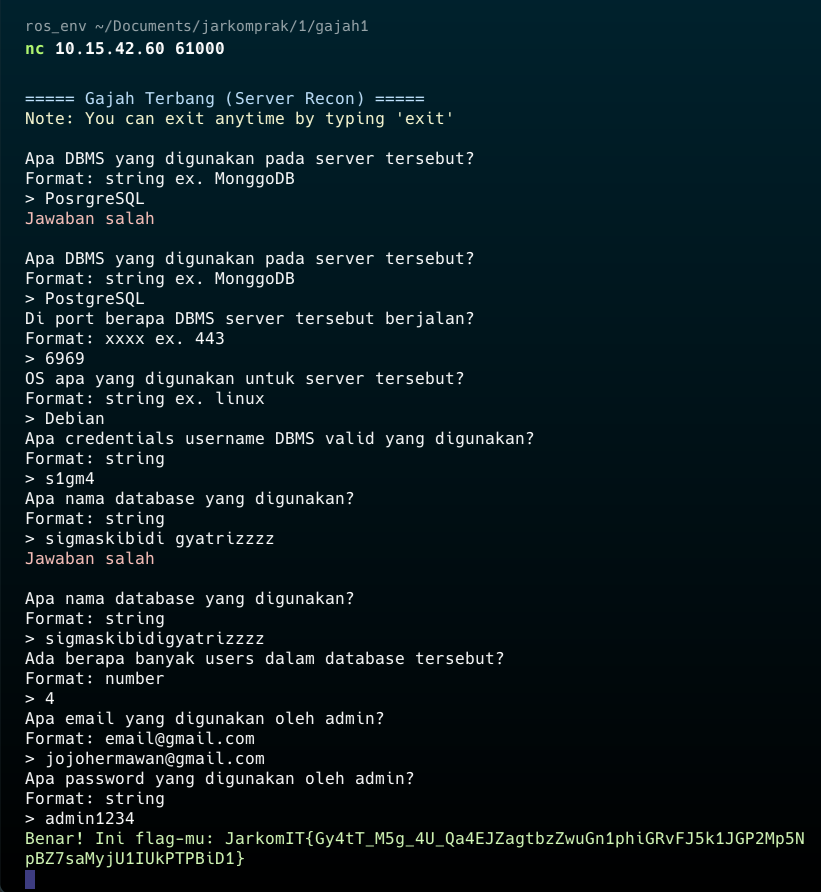 ros_env ~/Documents/jarkomprak/1/gajah1
nc 10.15.42.60 61000
===== Gajah Terbang (Server Recon) =====
Note: You can exit anytime by typing 'exit'
Apa DBMS yang digunakan pada server tersebut?
Format: string ex. MonggoDB
> PosrgreSQL
Jawaban salah
Apa DBMS yang digunakan pada server tersebut?
Format: string ex. MonggoDB
> PostgreSQL
Di port berapa DBMS server tersebut berjalan?
Format: xxxx ex. 443
> 6969
OS apa yang digunakan untuk server tersebut?
Format: string ex. linux
> Debian
Apa credentials username DBMS valid yang digunakan?
Format: string
> s1gm4
Apa nama database yang digunakan?
Format: string
> sigmaskibidi gyatrizzzz
Jawaban salah
Apa nama database yang digunakan?
Format: string
> sigmaskibidigyatrizzzz
Ada berapa banyak users dalam database tersebut?
Format: number
> 4
Apa email yang digunakan oleh admin?
Format: email@gmail.com
> jojohermawan@gmail.com
Apa password yang digunakan oleh admin?
Format: string
> admin1234
Benar! Ini flag-mu: JarkomIT{Gy4tT_M5g_4U_Qa4EJZagtbzZwuGn1phiGRvFJ5k1JGP2Mp5N
pBZ7saMyjU1IUkPTPBiD1}